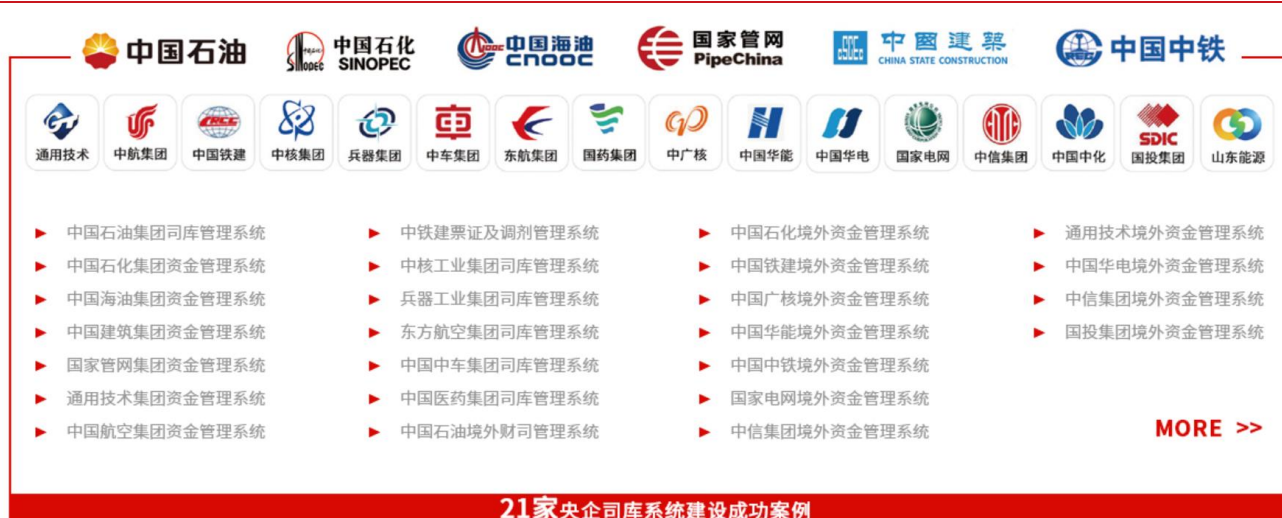 中国石油
中国石化
SINOPEC
Sinopec
CNOOC
中国海油
CNOOC
国家管网
PipeChina
CSCEC
中國建築
CHINA STATE CONSTRUCTION
中国中铁
GT
通用技术
中航集团
CRCC
中国铁建
中核集团
兵器集团
中车集团
东航集团
国药集团
中广核
中国华能
中国华电
国家电网
CITIC
中信集团
中国中化
SDIC
国投集团
山东能源
中国石油集团司库管理系统
中国石化集团资金管理系统
中国海油集团资金管理系统
中国建筑集团资金管理系统
国家管网集团资金管理系统
通用技术集团资金管理系统
中国航空集团资金管理系统
中铁建票证及调剂管理系统
中核工业集团司库管理系统
兵器工业集团司库管理系统
东方航空集团司库管理系统
中国中车集团司库管理系统
中国医药集团司库管理系统
中国石油境外财司管理系统
中国石化境外资金管理系统
中国铁建境外资金管理系统
中国广核境外资金管理系统
中国华能境外资金管理系统
中国中铁境外资金管理系统
国家电网境外资金管理系统
中信集团境外资金管理系统
通用技术境外资金管理系统
中国华电境外资金管理系统
中信集团境外资金管理系统
国投集团境外资金管理系统
MORE >>
21家央企司库系统建设成功案例